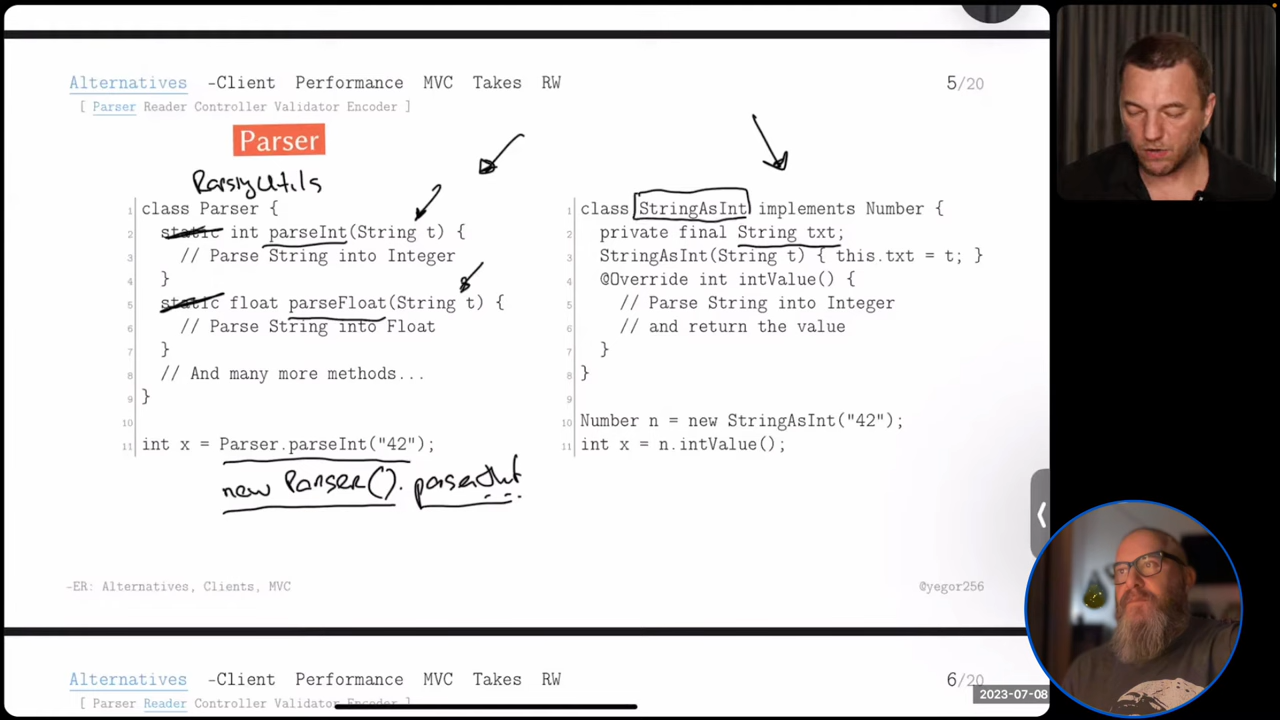 Alternatives -Client Performance MVC Takes RW 5/20
[ Parser Reader Controller Validator Encoder ]
Parser
ParsingUtils
1 class Parser {
2 static int parseInt(String t) {
3 // Parse String into Integer
4 }
5 static float parseFloat(String t) {
6 // Parse String into Float
7 }
8 // And many more methods...
9 }
10
11 int x = Parser.parseInt("42");
new Parser().parseInt
1 class StringAsInt implements Number {
2 private final String txt;
3 StringAsInt(String t) { this.txt = t; }
4 @Override int intValue() {
5 // Parse String into Integer
6 // and return the value
7 }
8 }
9
10 Number n = new StringAsInt("42");
11 int x = n.intValue();
-ER: Alternatives, Clients, MVC @yegor256
Alternatives -Client Performance MVC Takes RW 6/20
[ Parser Reader Controller Validator Encoder ]
2023-07-08